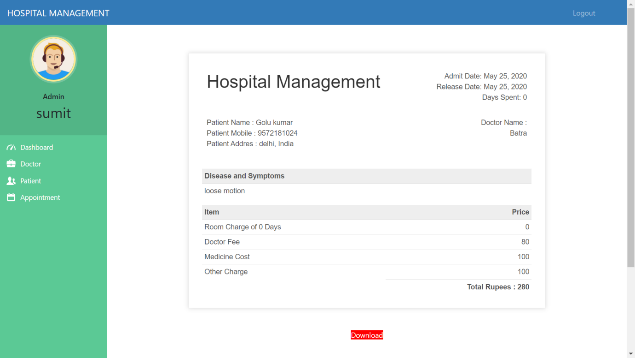 HOSPITAL MANAGEMENT
Logout
Admin
sumit
Dashboard
Doctor
Patient
Appointment
Hospital Management
Admit Date: May 25, 2020
Release Date: May 25, 2020
Days Spent: 0
Patient Name : Golu kumar
Patient Mobile : 9572181024
Patient Addres : delhi, India
Doctor Name :
Batra
Disease and Symptoms
loose motion
Item Price
Room Charge of 0 Days 0
Doctor Fee 80
Medicine Cost 100
Other Charge 100
Total Rupees : 280
Download